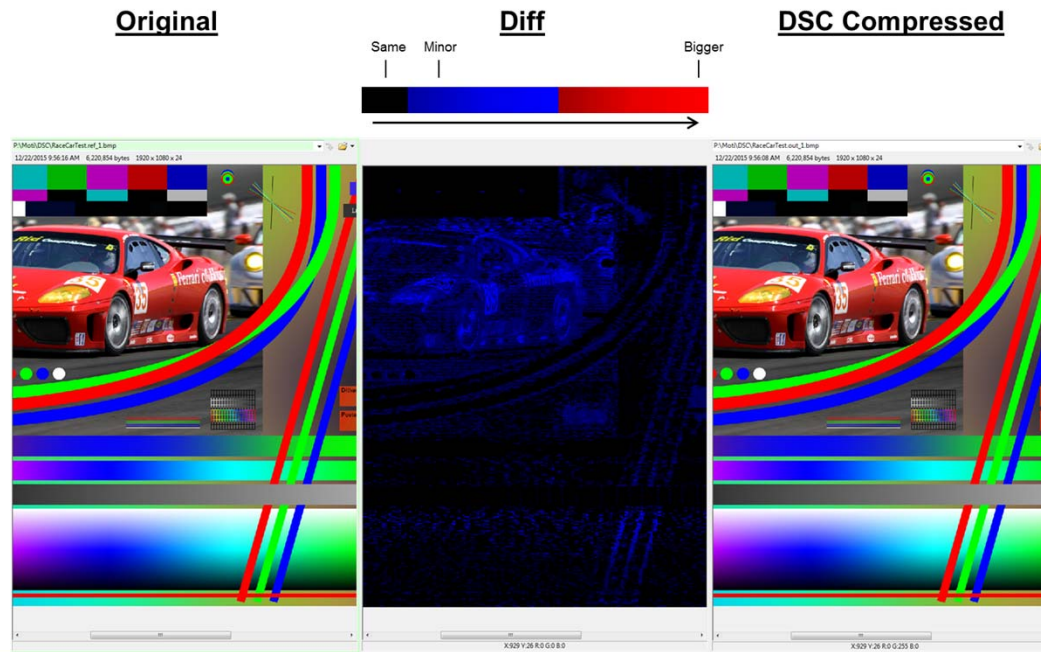 Original
Diff
DSC Compressed
Same
Minor
Bigger
P:\Moti\DSC\RaceCarTest.ref_1.bmp
12/22/2015 9:56:16 AM 6,220,854 bytes 1920 x 1080 x 24
P:\Moti\DSC\RaceCarTest.out_1.bmp
12/22/2015 9:56:08 AM 6,220,854 bytes 1920 x 1080 x 24
35
35
X:929 Y:26 R:0 G:0 B:0
X:929 Y:26 R:0 G:255 B:0